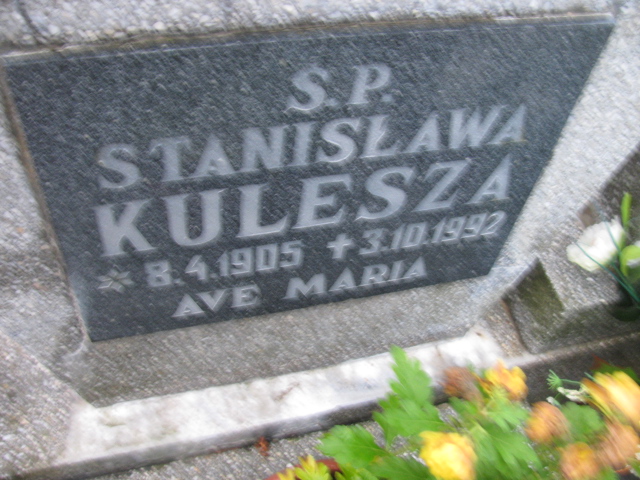 S.P.
STANISŁAWA
KULESZA
* 8.4.1905 ✝ 3.10.1992
AVE MARIA